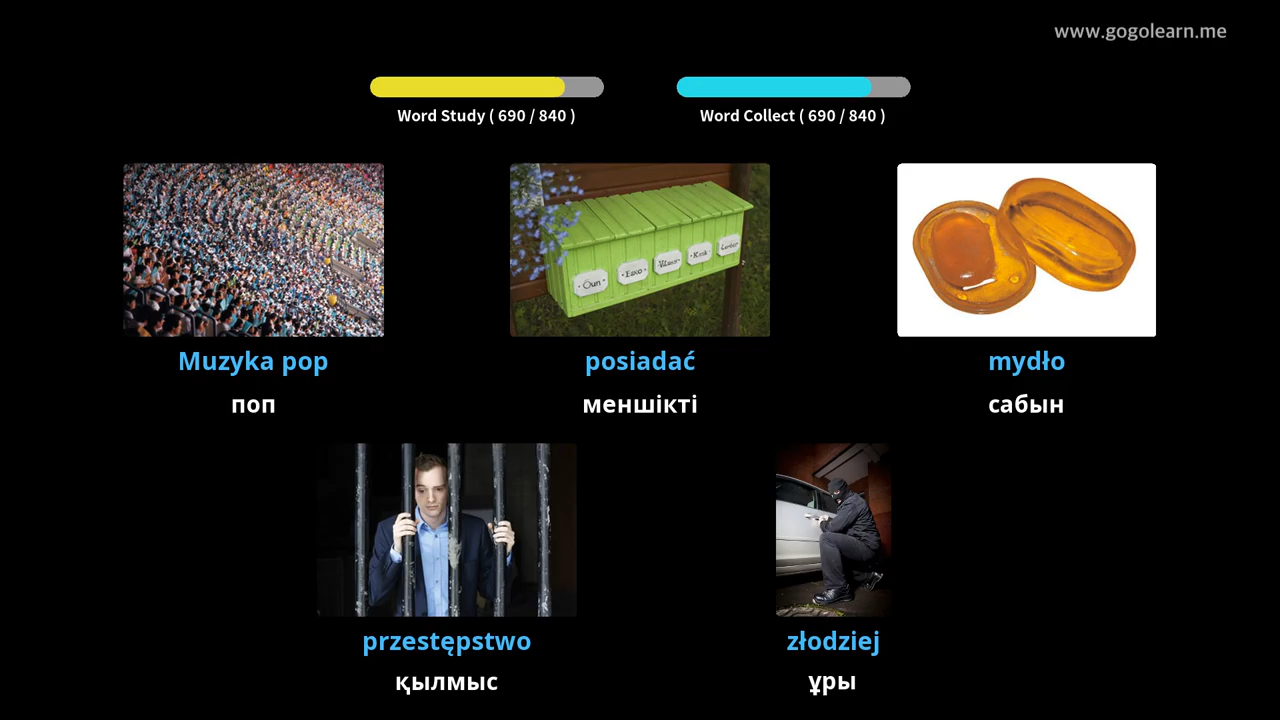 www.gogolearn.me
Word Study ( 690 / 840 )
Word Collect ( 690 / 840 )
Muzyka pop
posiadać
mydło
поп
меншікті
сабын
przestępstwo
złodziej
қылмыс
ұры